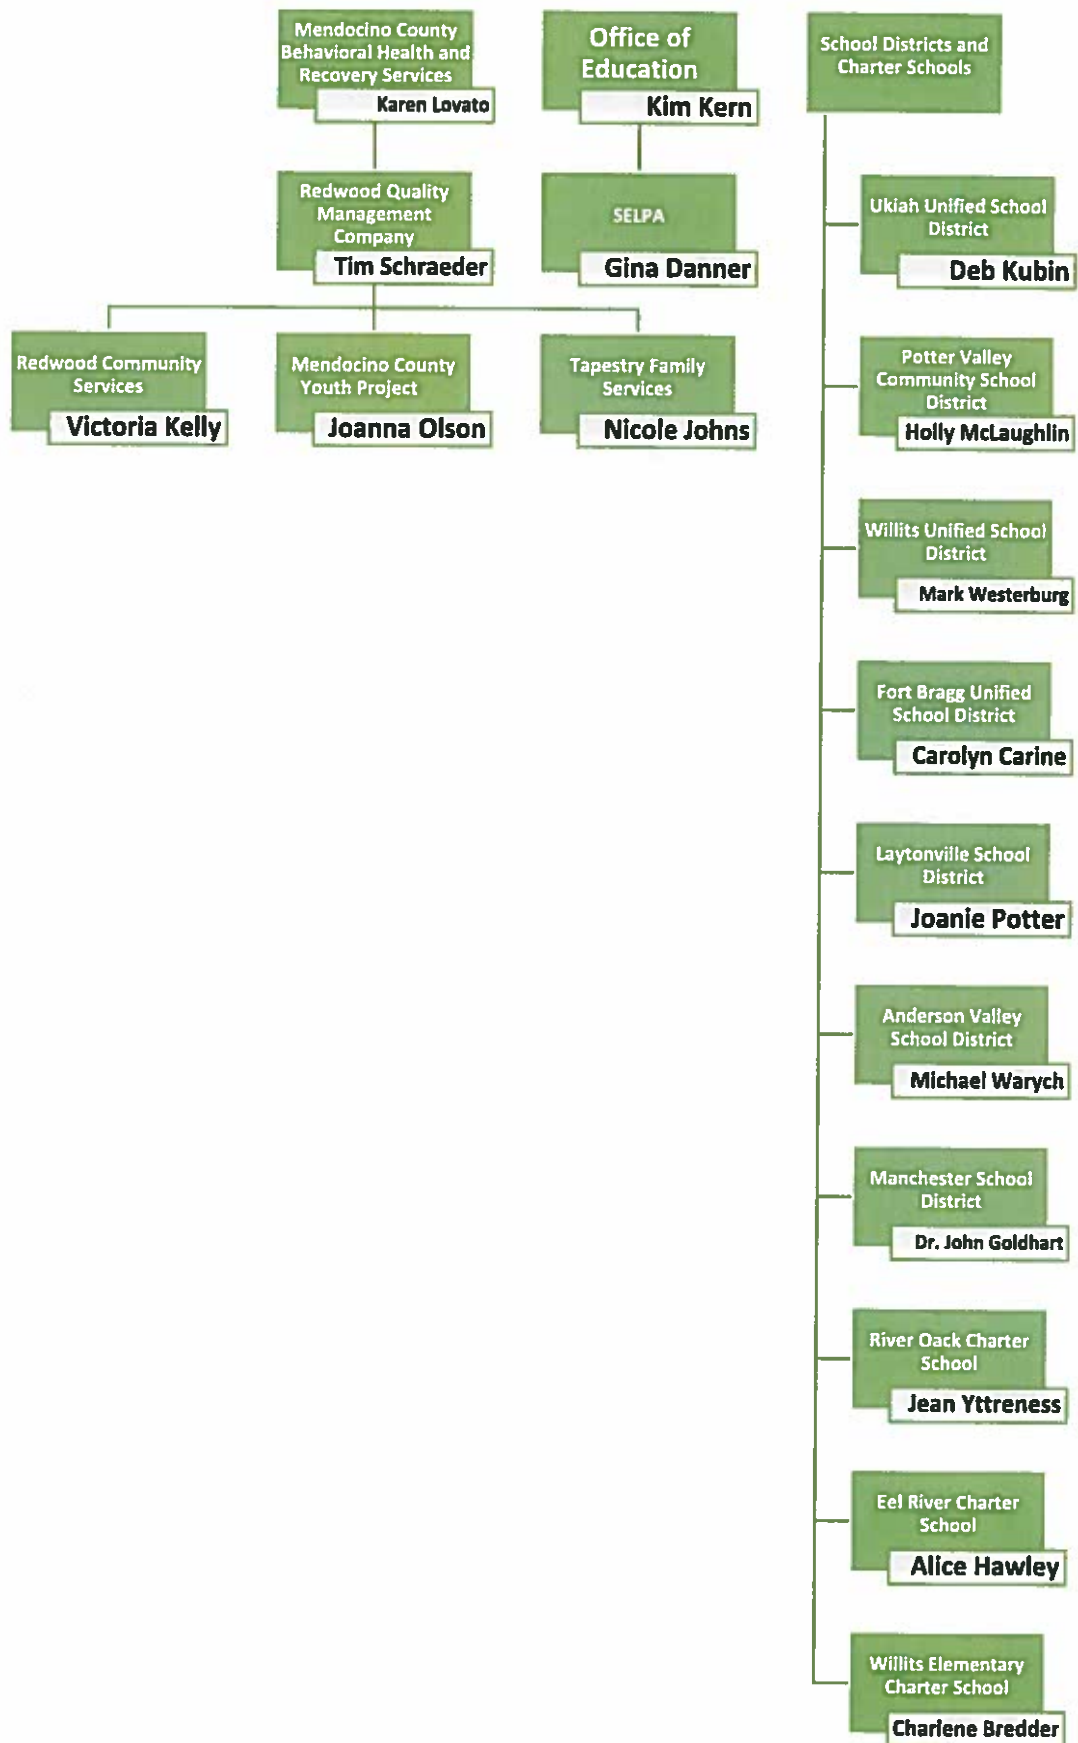 Mendocino County
Behavioral Health and
Recovery Services
Karen Lovato
Office of
Education
Kim Kern
School Districts and
Charter Schools
Redwood Quality
Management
Company
Tim Schraeder
SELPA
Gina Danner
Redwood Community
Services
Victoria Kelly
Mendocino County
Youth Project
Joanna Olson
Tapestry Family
Services
Nicole Johns
Ukiah Unified School
District
Deb Kubin
Potter Valley
Community School
District
Holly McLaughlin
Willits Unified School
District
Mark Westerburg
Fort Bragg Unified
School District
Carolyn Carine
Laytonville School
District
Joanie Potter
Anderson Valley
School District
Michael Warych
Manchester School
District
Dr. John Goldhart
River Oack Charter
School
Jean Yttreness
Eel River Charter
School
Alice Hawley
Willits Elementary
Charter School
Charlene Bredder